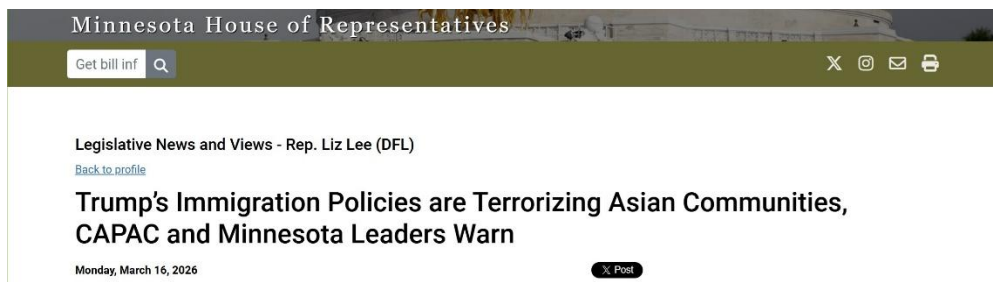 Minnesota House of Representatives
Get bill inf
Legislative News and Views - Rep. Liz Lee (DFL)
Back to profile
Trump's Immigration Policies are Terrorizing Asian Communities,
CAPAC and Minnesota Leaders Warn
Monday, March 16, 2026
X Post